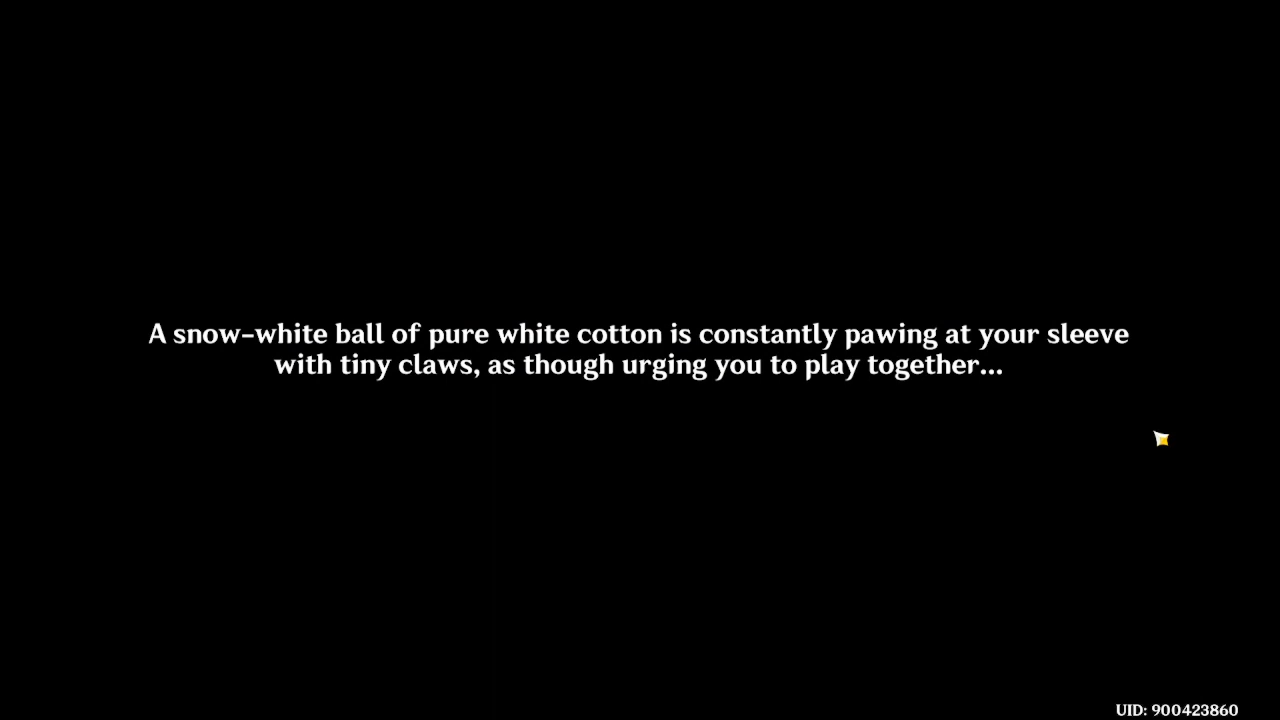 A snow-white ball of pure white cotton is constantly pawing at your sleeve
with tiny claws, as though urging you to play together...
UID: 900423860